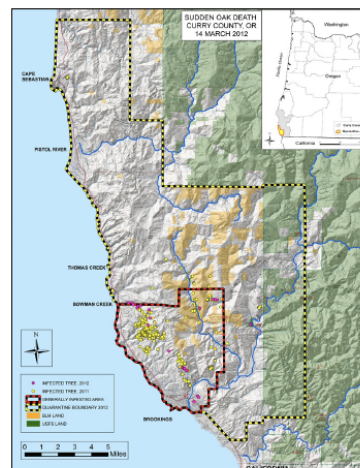 SUDDEN OAK DEATH
CURRY COUNTY, OR
14 MARCH 2012
Washington
Pacific Ocean
Oregon
California
CAPE
SEBASTIAN
PISTOL RIVER
THOMAS CREEK
BOWMAN CREEK
BROOKINGS
N
INFECTED TREE, 2012
INFECTED TREE, 2011
GENERALLY INFESTED AREA
QUARANTINE BOUNDARY 2012
BLM LAND
USFS LAND
0 1 2 3 4 5
Miles